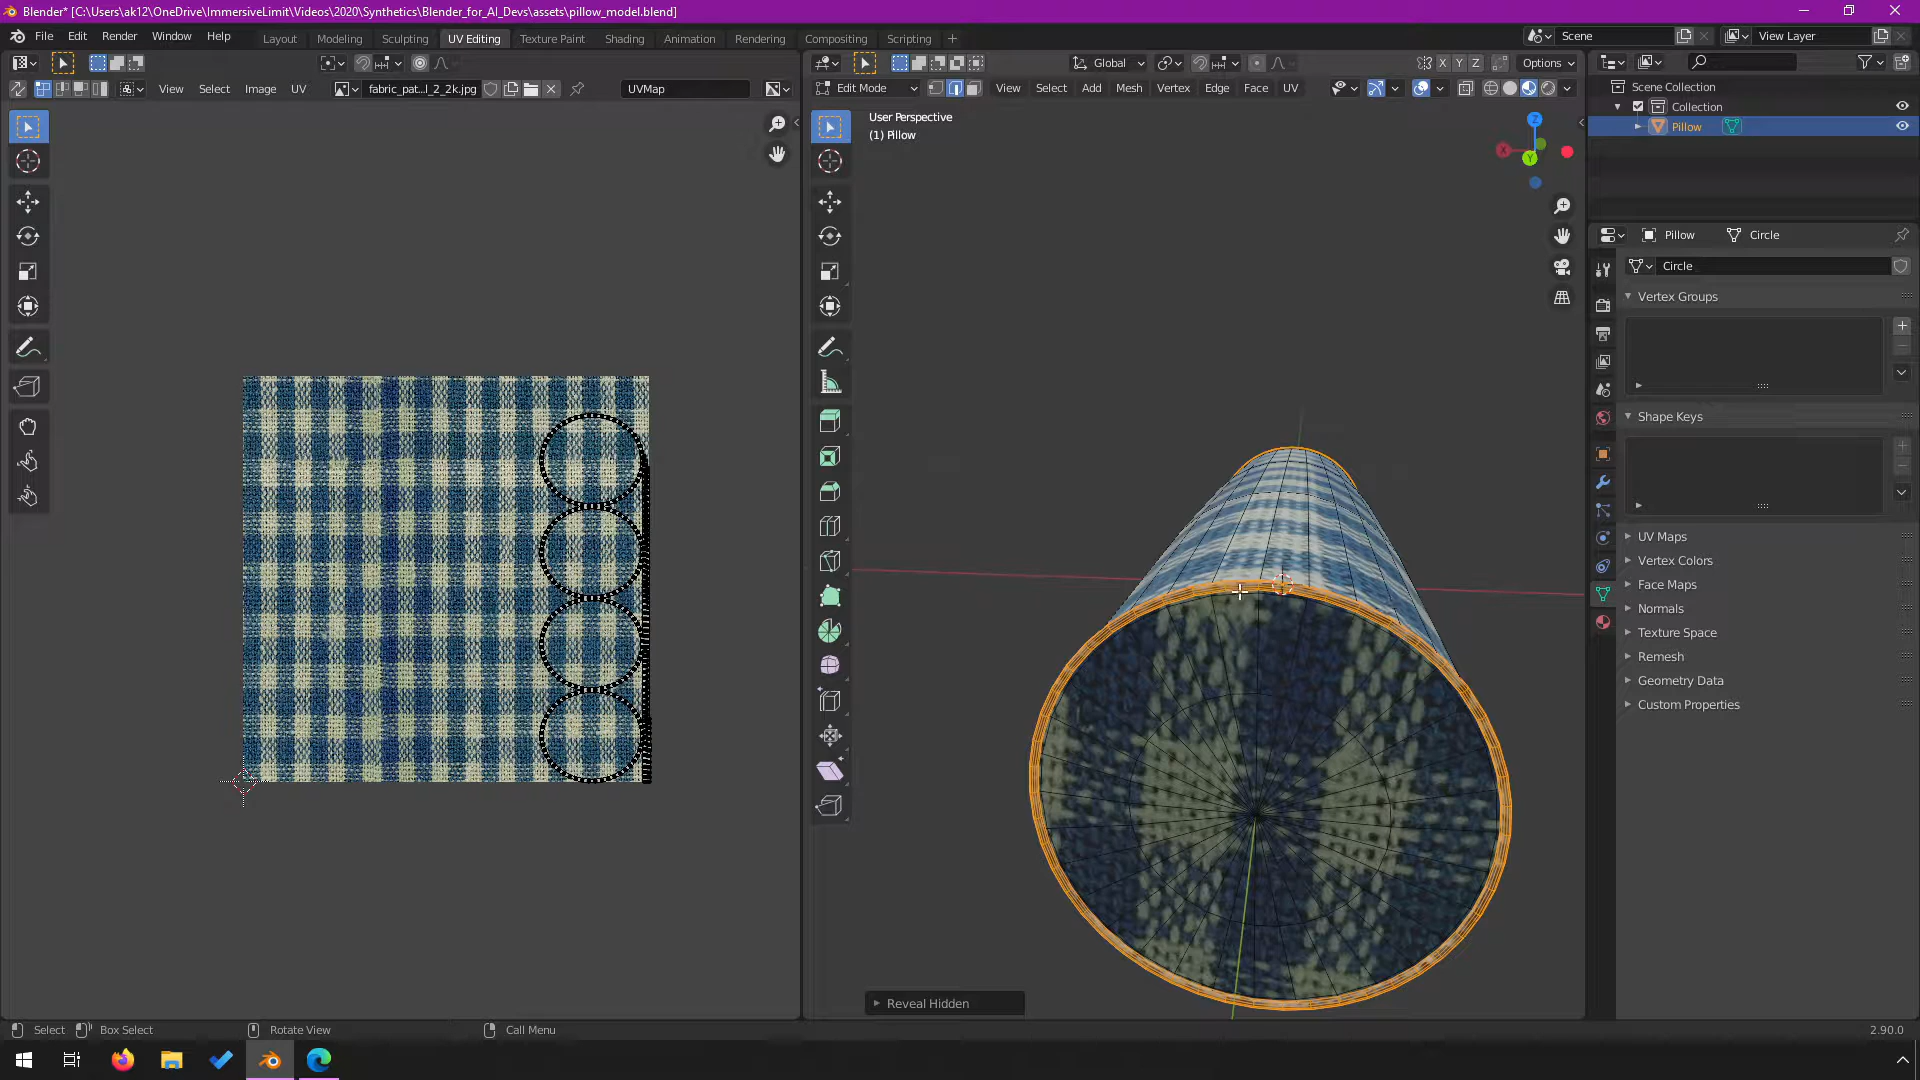 Blender* [C:\Users\ak12\OneDrive\ImmersiveLimit\Videos\2020\Synthetics\Blender_for_AI_Devs\assets\pillow_model.blend]
File Edit Render Window Help Layout Modeling Sculpting UV Editing Texture Paint Shading Animation Rendering Compositing Scripting + Scene View Layer
Global X Y Z Options
View Select Image UV fabric_pat...l_2_2k.jpg UVMap Edit Mode View Select Add Mesh Vertex Edge Face UV
Scene Collection
Collection
Pillow
User Perspective
(1) Pillow
Z
X
Y
Pillow Circle
Circle
Vertex Groups
Shape Keys
UV Maps
Vertex Colors
Face Maps
Normals
Texture Space
Remesh
Geometry Data
Custom Properties
Reveal Hidden
Select Box Select Rotate View Call Menu 2.90.0